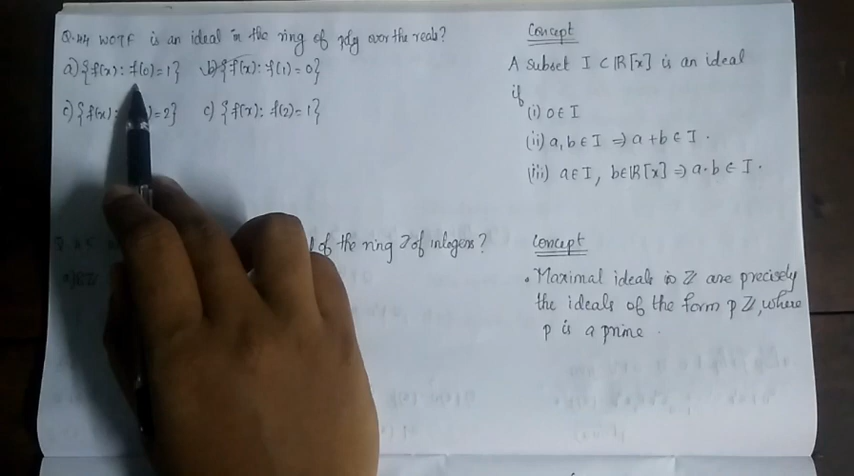 Q.44 WOTF is an ideal in the ring of poly over the reals?
a) {f(x): f(0)=1} b) {f(x): f(1)=0}
c) {f(x): )=2} c) {f(x): f(2)=1}
of the ring Z of integers?
Concept
A subset I ⊂ ℝ[x] is an ideal
if
(i) 0 ∈ I
(ii) a, b ∈ I ⇒ a + b ∈ I.
(iii) a ∈ I, b ∈ ℝ[x] ⇒ a·b ∈ I.
Concept
• Maximal ideals in ℤ are precisely
the ideals of the form pℤ, where
p is a prime.